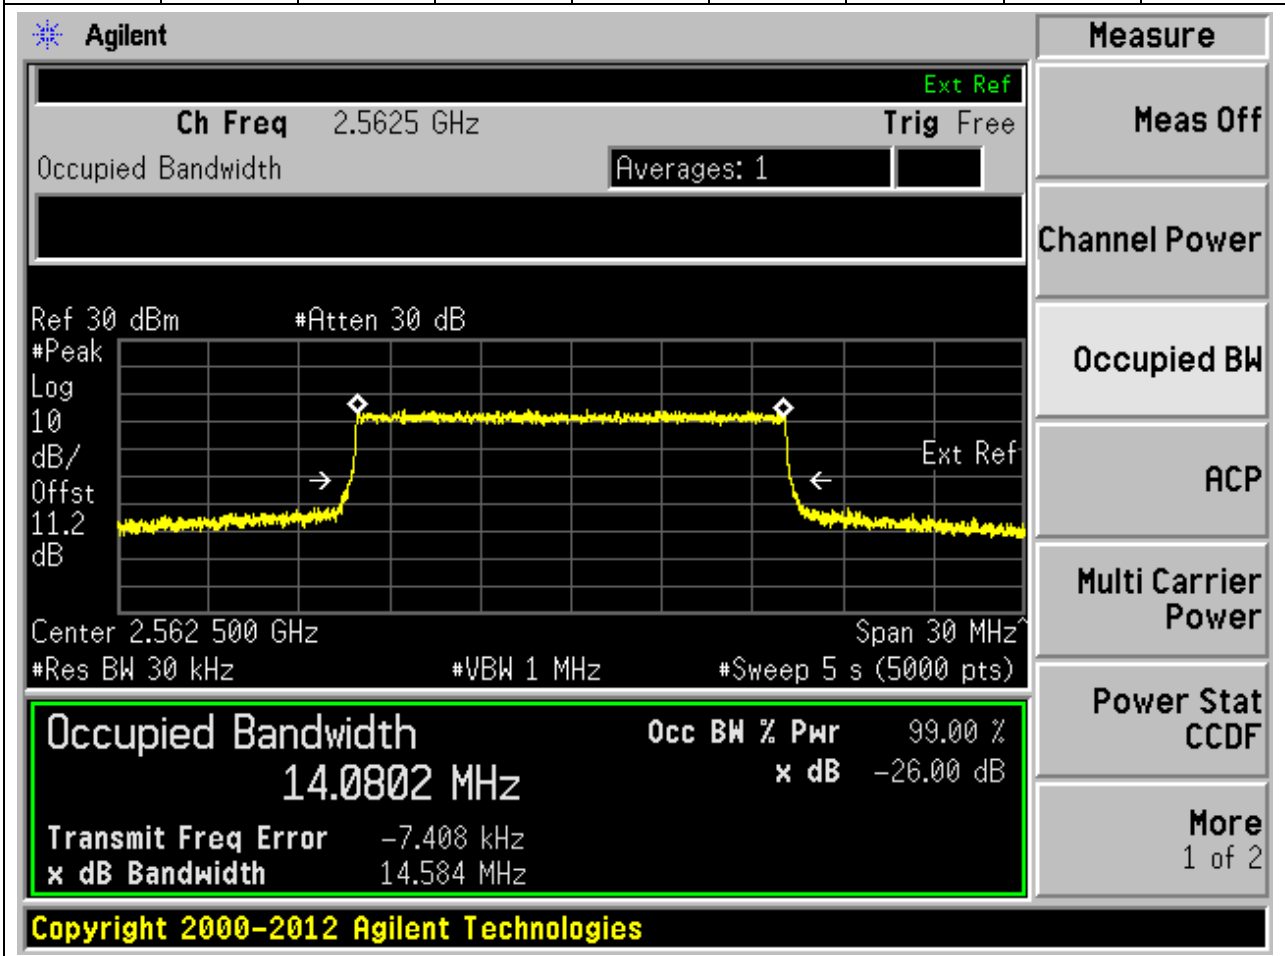 Agilent
Measure
Ext Ref
Ch Freq 2.5625 GHz Trig Free
Meas Off
Occupied Bandwidth Averages: 1
Channel Power
Ref 30 dBm #Atten 30 dB
#Peak
Log
10
dB/
Offst
11.2
dB
Ext Ref
Occupied BW
ACP
Center 2.562 500 GHz Span 30 MHz^
#Res BW 30 kHz #VBW 1 MHz #Sweep 5 s (5000 pts)
Multi Carrier
Power
Occupied Bandwidth Occ BW % Pwr 99.00 %
14.0802 MHz x dB -26.00 dB
Transmit Freq Error -7.408 kHz
x dB Bandwidth 14.584 MHz
Power Stat
CCDF
More
1 of 2
Copyright 2000-2012 Agilent Technologies